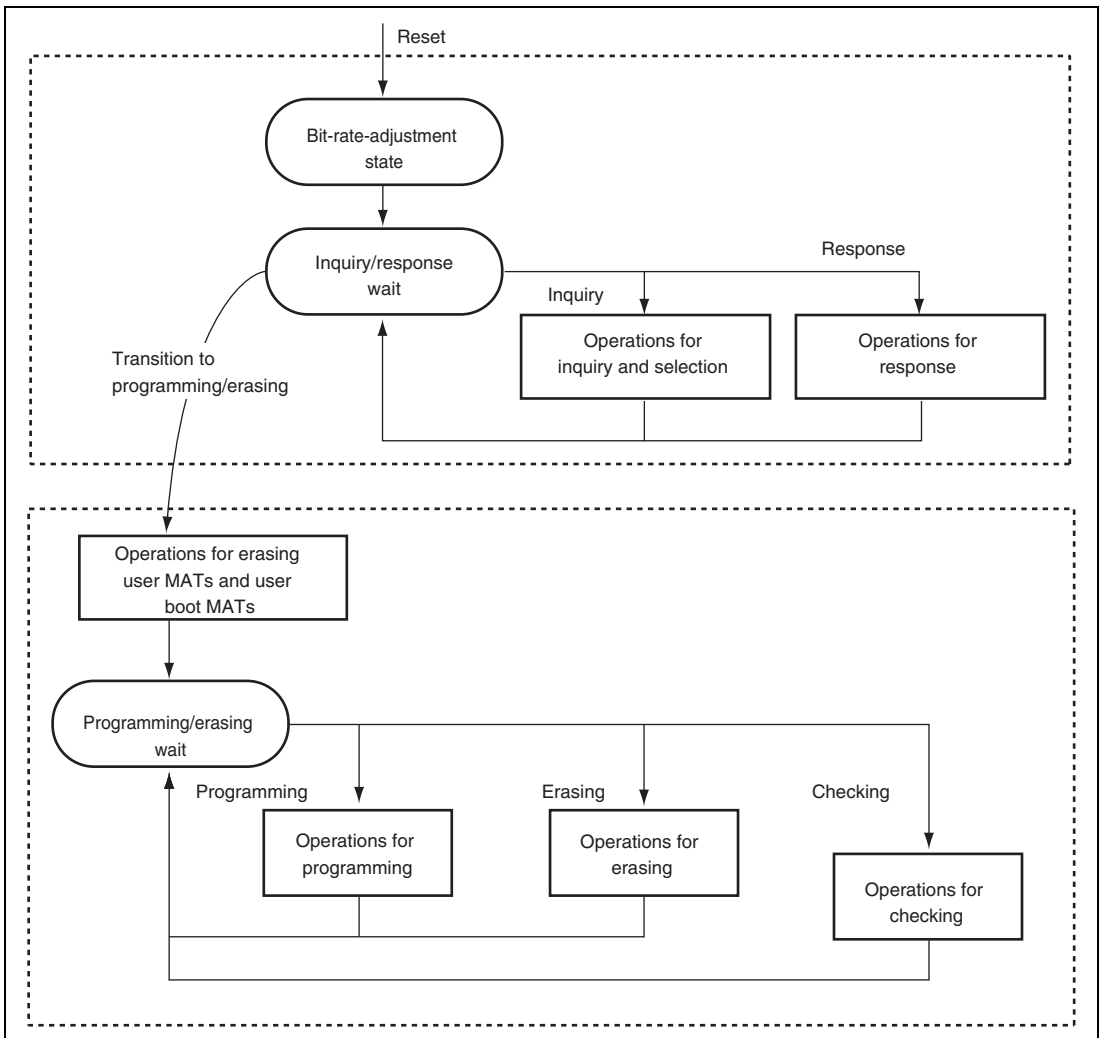 Reset
Bit-rate-adjustment
state
Inquiry/response
wait
Response
Inquiry
Operations for
inquiry and selection
Operations for
response
Transition to
programming/erasing
Operations for erasing
user MATs and user
boot MATs
Programming/erasing
wait
Programming
Erasing
Checking
Operations for
programming
Operations for
erasing
Operations for
checking